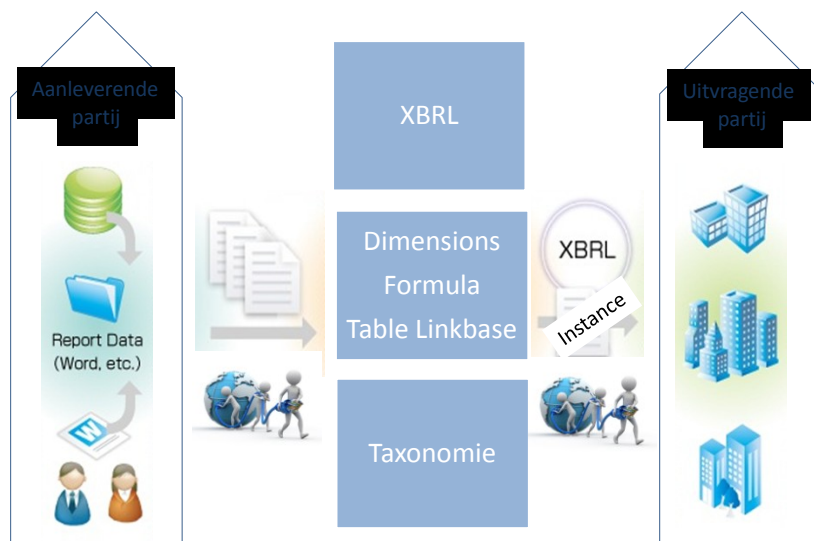 Aanleverende
partij
Report Data
(Word, etc.)
W
XBRL
Dimensions
Formula
Table Linkbase
Taxonomie
XBRL
Instance
Uitvragende
partij